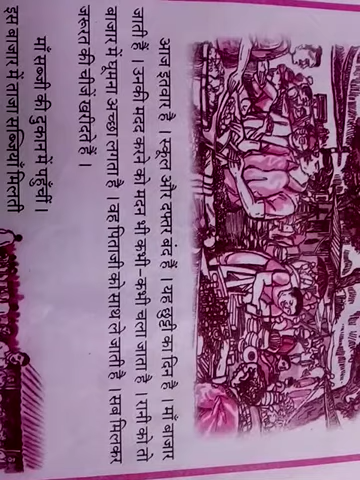 आज इतवार है । स्कूल और दफ्तर बंद हैं । यह छुट्टी का दिन है । माँ बाजार
जाती हैं । उनकी मदद करने को मदन भी कभी-कभी चला जाता है । रानी को तो
बाजार में घूमना अच्छा लगता है । वह पिताजी को साथ ले जाती है । सब मिलकर
जरूरत की चीजें खरीदते हैं ।
माँ सब्जी की दुकान में पहुंचीं ।
इस बाजार में ताजा सब्जियां मिलती